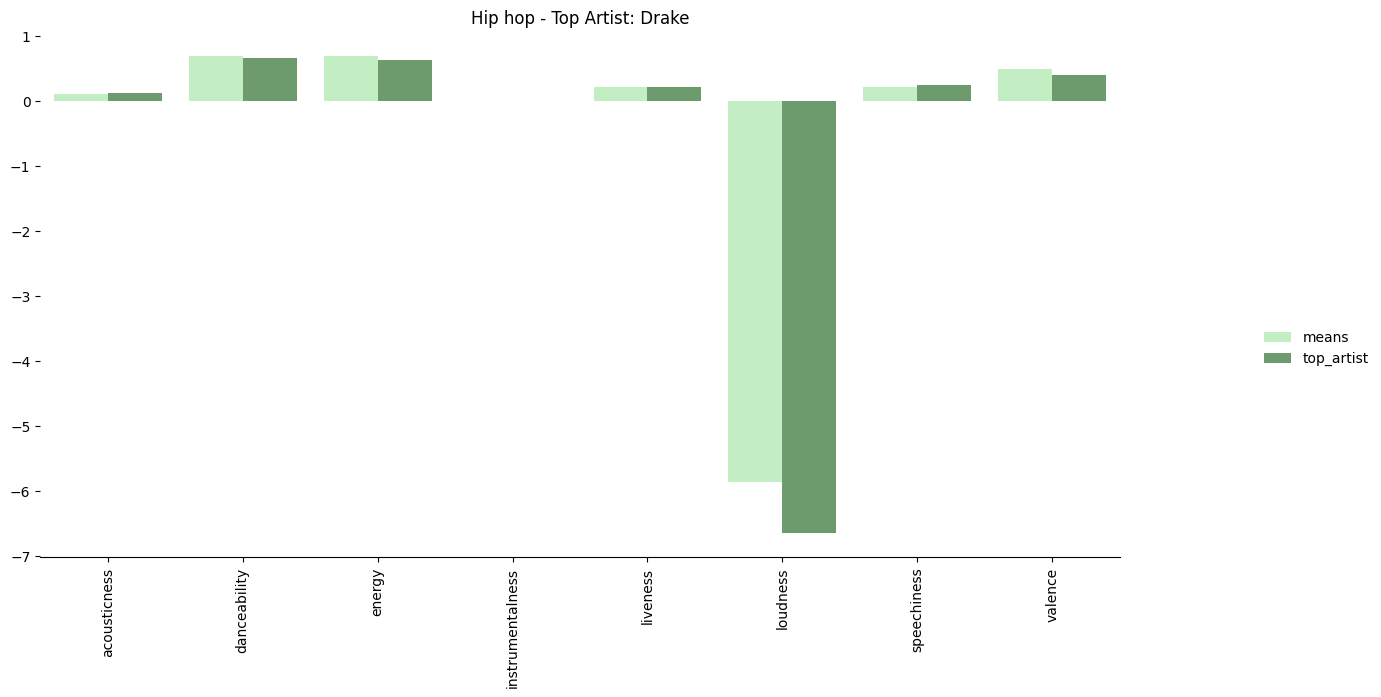 Hip hop - Top Artist: Drake
1
0
−1
−2
−3
−4
−5
−6
−7
acousticness
danceability
energy
instrumentalness
liveness
loudness
speechiness
valence
means
top_artist